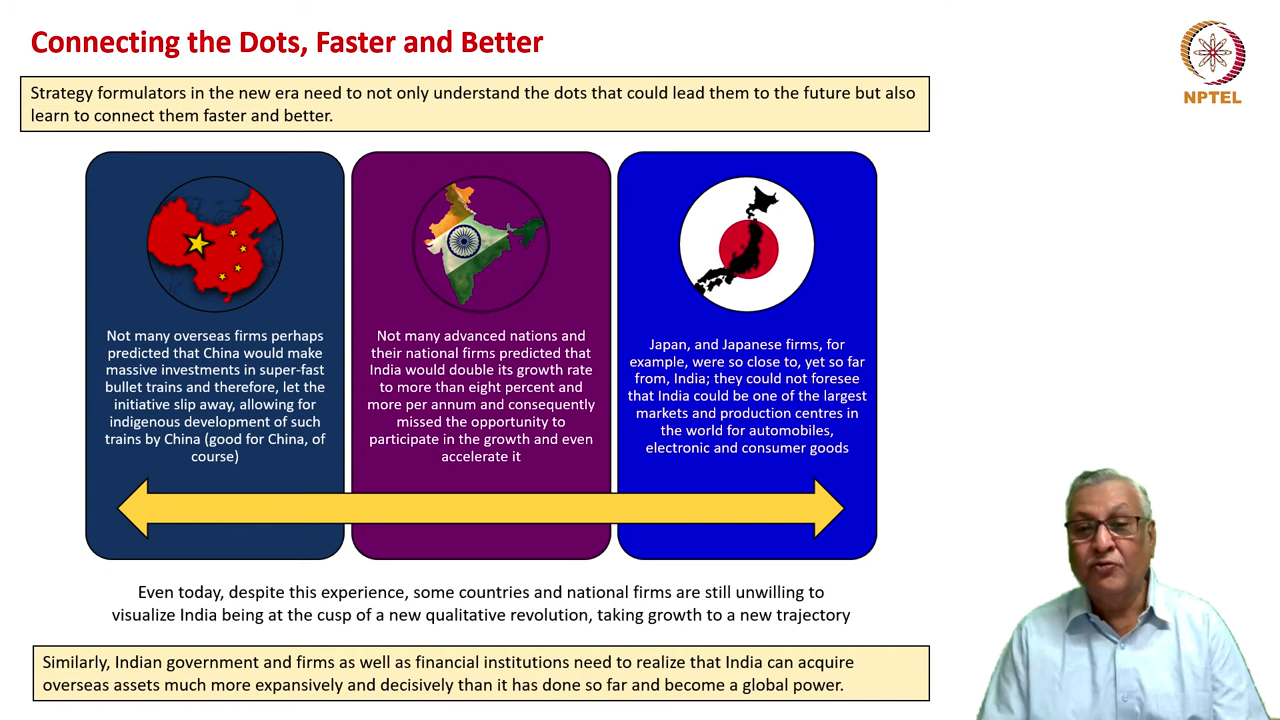 Connecting the Dots, Faster and Better
NPTEL
Strategy formulators in the new era need to not only understand the dots that could lead them to the future but also
learn to connect them faster and better.
Not many overseas firms perhaps
predicted that China would make
massive investments in super-fast
bullet trains and therefore, let the
initiative slip away, allowing for
indigenous development of such
trains by China (good for China, of
course)
Not many advanced nations and
their national firms predicted that
India would double its growth rate
to more than eight percent and
more per annum and consequently
missed the opportunity to
participate in the growth and even
accelerate it
Japan, and Japanese firms, for
example, were so close to, yet so far
from, India; they could not foresee
that India could be one of the largest
markets and production centres in
the world for automobiles,
electronic and consumer goods
Even today, despite this experience, some countries and national firms are still unwilling to
visualize India being at the cusp of a new qualitative revolution, taking growth to a new trajectory
Similarly, Indian government and firms as well as financial institutions need to realize that India can acquire
overseas assets much more expansively and decisively than it has done so far and become a global power.